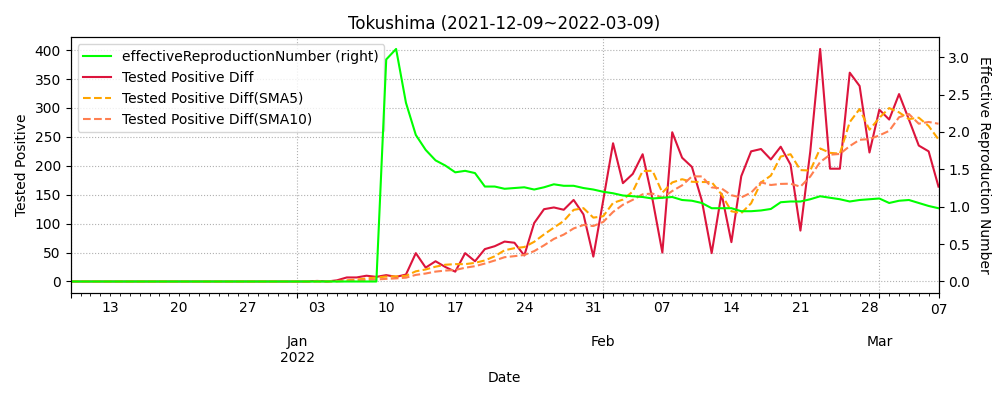 Tokushima (2021-12-09~2022-03-09)
effectiveReproductionNumber (right)
Tested Positive Diff
Tested Positive Diff(SMA5)
Tested Positive Diff(SMA10)
Tested Positive
400
350
300
250
200
150
100
50
0
3.0
2.5
2.0
1.5
1.0
0.5
0.0
Effective Reproduction Number
13 20 27 03 10 17 24 31 07 14 21 28 07
Jan Feb Mar
2022
Date